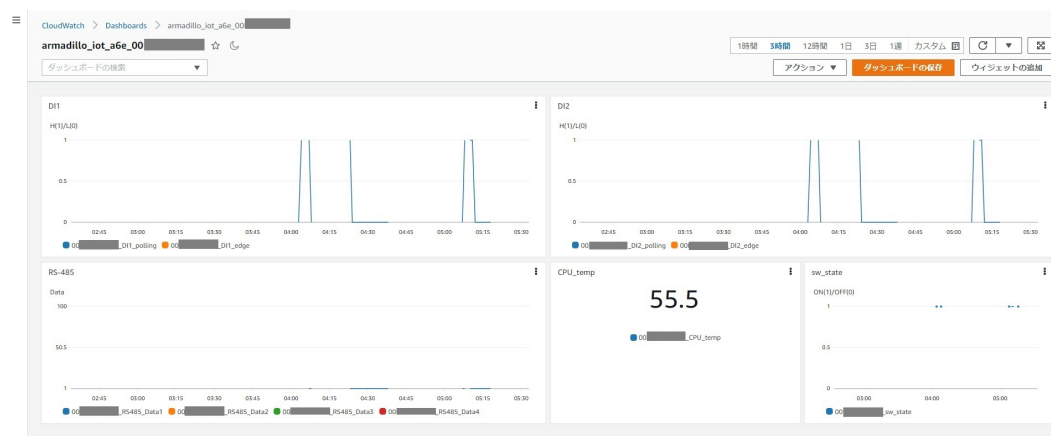 CloudWatch > Dashboards > armadillo_iot_a6e_00
armadillo_iot_a6e_00
1時間 3時間 12時間 1日 3日 1週 カスタム
ダッシュボードの検索
アクション ダッシュボードの保存 ウィジェットの追加
DI1
H(1)/L(0)
1
0.5
0
02:45 03:00 03:15 03:30 03:45 04:00 04:15 04:30 04:45 05:00 05:15 05:30
00 _DI1_polling 00 _DI1_edge
DI2
H(1)/L(0)
1
0.5
0
02:45 03:00 03:15 03:30 03:45 04:00 04:15 04:30 04:45 05:00 05:15 05:30
00 _DI2_polling 00 _DI2_edge
RS-485
Data
100
50.5
1
02:45 03:00 03:15 03:30 03:45 04:00 04:15 04:30 04:45 05:00 05:15 05:30
00 _RS485_Data1 00 _RS485_Data2 00 _RS485_Data3 00 _RS485_Data4
CPU_temp
55.5
00 _CPU_temp
sw_state
ON(1)/OFF(0)
1
0.5
0
03:00 04:00 05:00
00 _sw_state